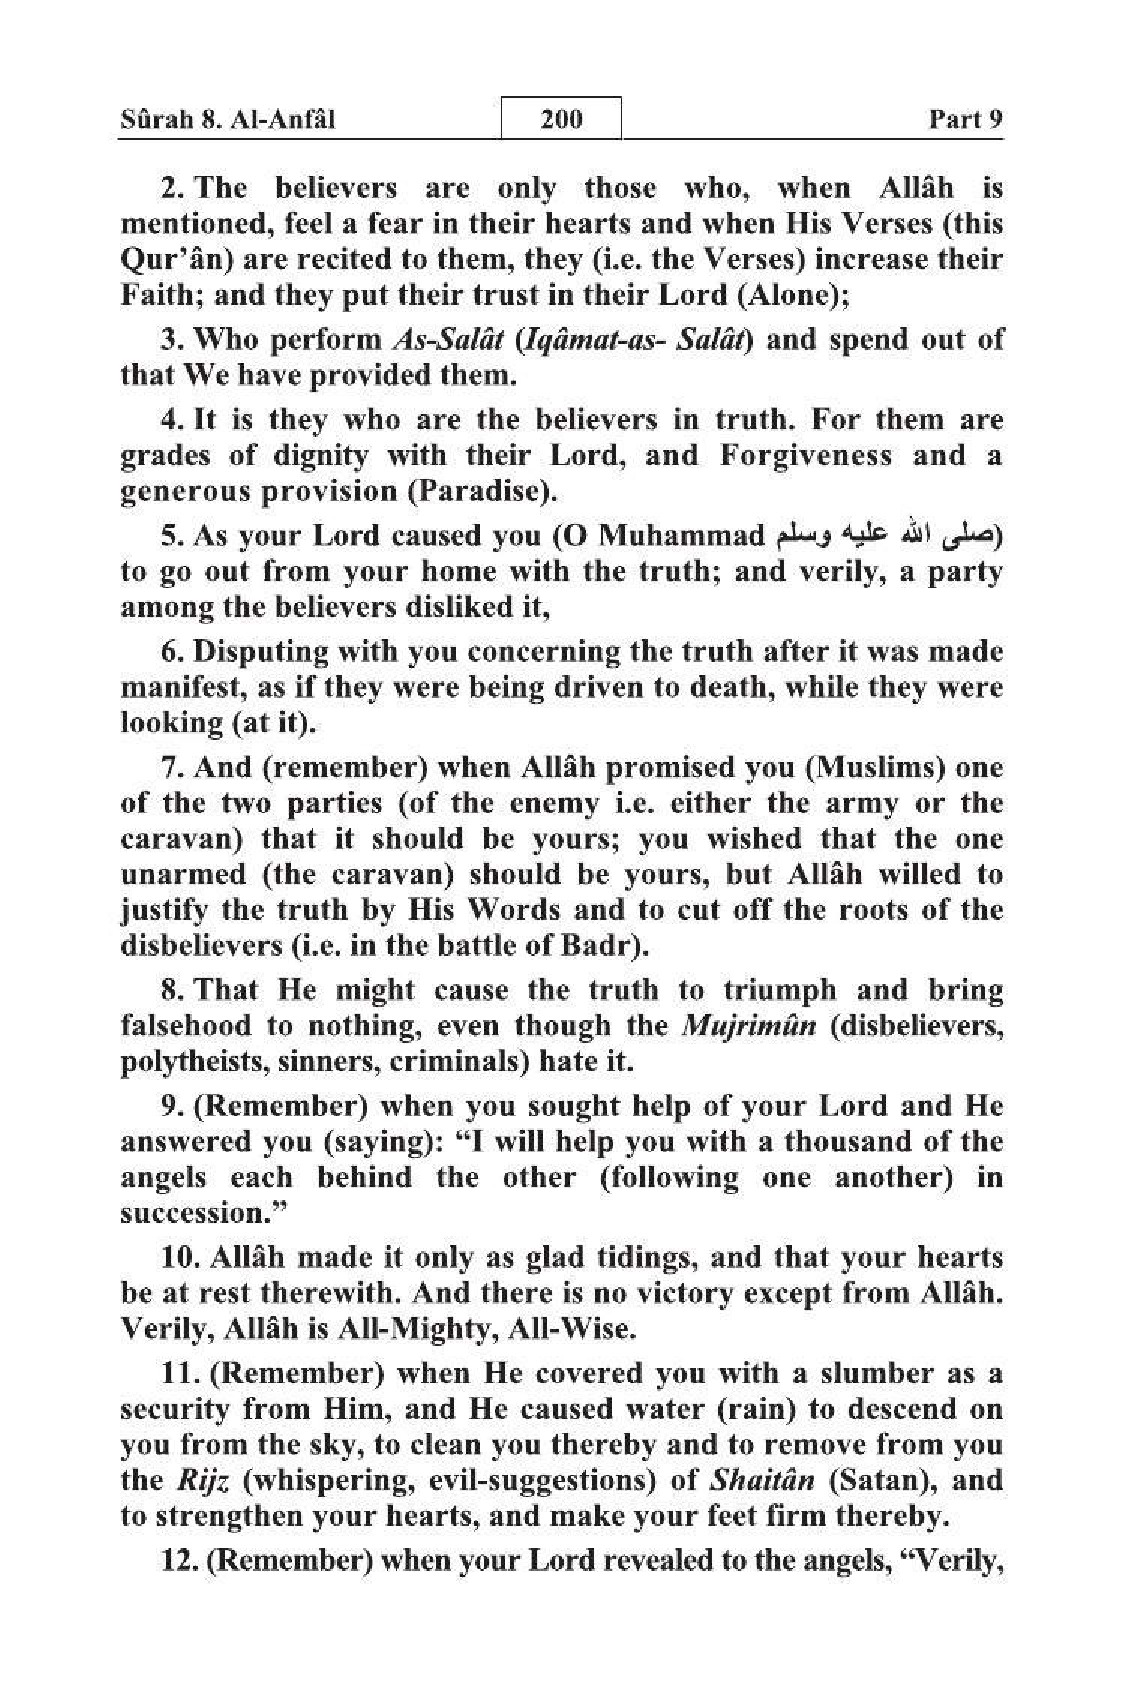 Sûrah 8. Al-Anfâl 200 Part 9
2. The believers are only those who, when Allâh is
mentioned, feel a fear in their hearts and when His Verses (this
Qur’ân) are recited to them, they (i.e. the Verses) increase their
Faith; and they put their trust in their Lord (Alone);
3. Who perform As-Salât (Iqâmat-as- Salât) and spend out of
that We have provided them.
4. It is they who are the believers in truth. For them are
grades of dignity with their Lord, and Forgiveness and a
generous provision (Paradise).
5. As your Lord caused you (O Muhammad صلى الله عليه وسلم)
to go out from your home with the truth; and verily, a party
among the believers disliked it,
6. Disputing with you concerning the truth after it was made
manifest, as if they were being driven to death, while they were
looking (at it).
7. And (remember) when Allâh promised you (Muslims) one
of the two parties (of the enemy i.e. either the army or the
caravan) that it should be yours; you wished that the one
unarmed (the caravan) should be yours, but Allâh willed to
justify the truth by His Words and to cut off the roots of the
disbelievers (i.e. in the battle of Badr).
8. That He might cause the truth to triumph and bring
falsehood to nothing, even though the Mujrimûn (disbelievers,
polytheists, sinners, criminals) hate it.
9. (Remember) when you sought help of your Lord and He
answered you (saying): “I will help you with a thousand of the
angels each behind the other (following one another) in
succession.”
10. Allâh made it only as glad tidings, and that your hearts
be at rest therewith. And there is no victory except from Allâh.
Verily, Allâh is All-Mighty, All-Wise.
11. (Remember) when He covered you with a slumber as a
security from Him, and He caused water (rain) to descend on
you from the sky, to clean you thereby and to remove from you
the Rijz (whispering, evil-suggestions) of Shaitân (Satan), and
to strengthen your hearts, and make your feet firm thereby.
12. (Remember) when your Lord revealed to the angels, “Verily,